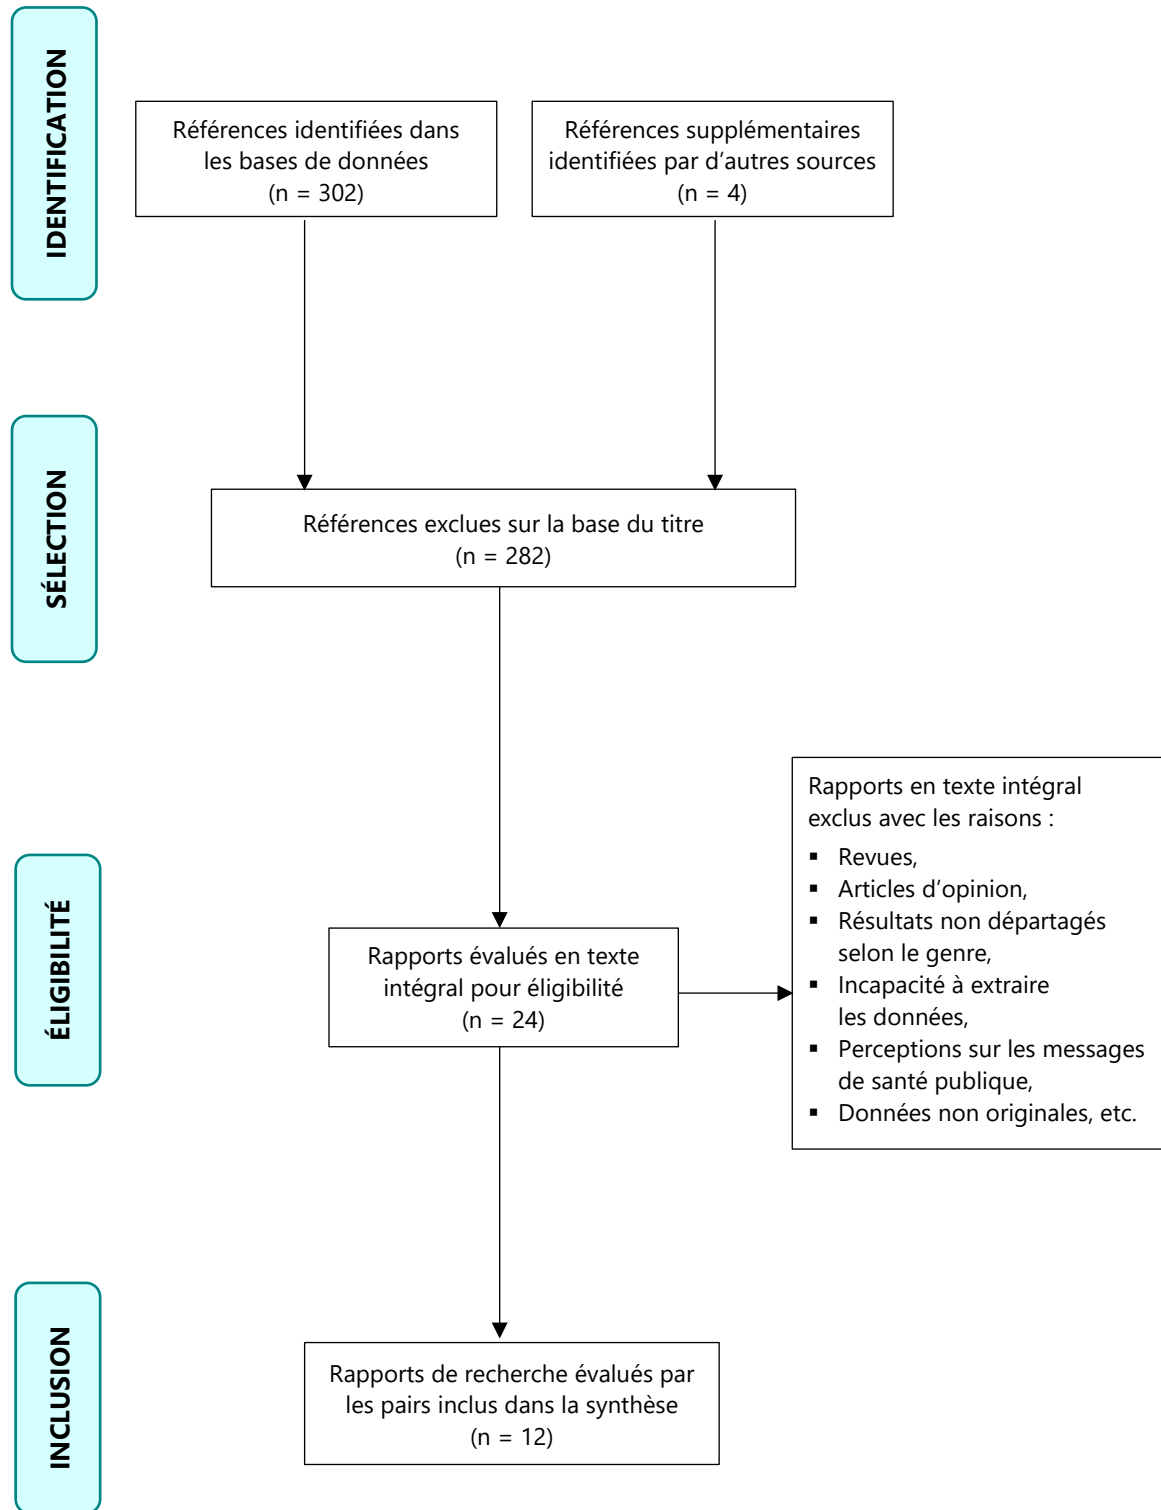 IDENTIFICATION
Références identifiées dans
les bases de données
(n = 302)
Références supplémentaires
identifiées par d’autres sources
(n = 4)
SÉLECTION
Références exclues sur la base du titre
(n = 282)
ÉLIGIBILITÉ
Rapports évalués en texte
intégral pour éligibilité
(n = 24)
Rapports en texte intégral
exclus avec les raisons :
▪ Revues,
▪ Articles d’opinion,
▪ Résultats non départagés
selon le genre,
▪ Incapacité à extraire
les données,
▪ Perceptions sur les messages
de santé publique,
▪ Données non originales, etc.
INCLUSION
Rapports de recherche évalués par
les pairs inclus dans la synthèse
(n = 12)